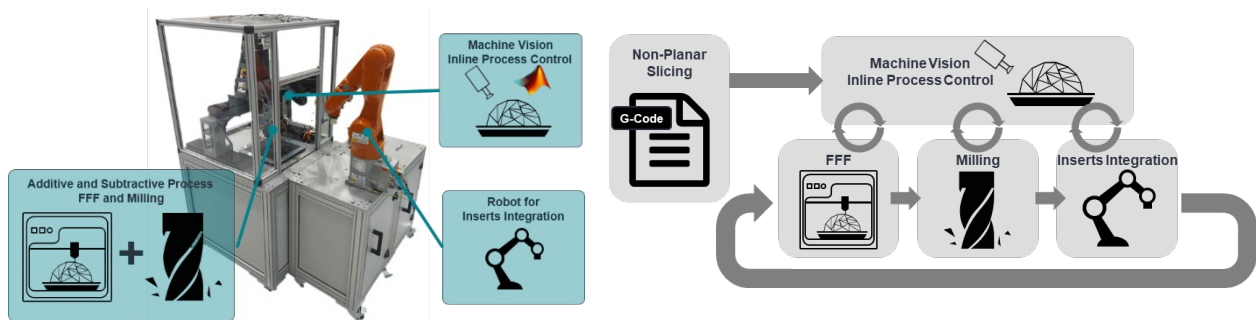 Machine Vision
Inline Process Control
Additive and Subtractive Process
FFF and Milling
Robot for
Inserts Integration
Non-Planar
Slicing
G-Code
Machine Vision
Inline Process Control
FFF
Milling
Inserts Integration